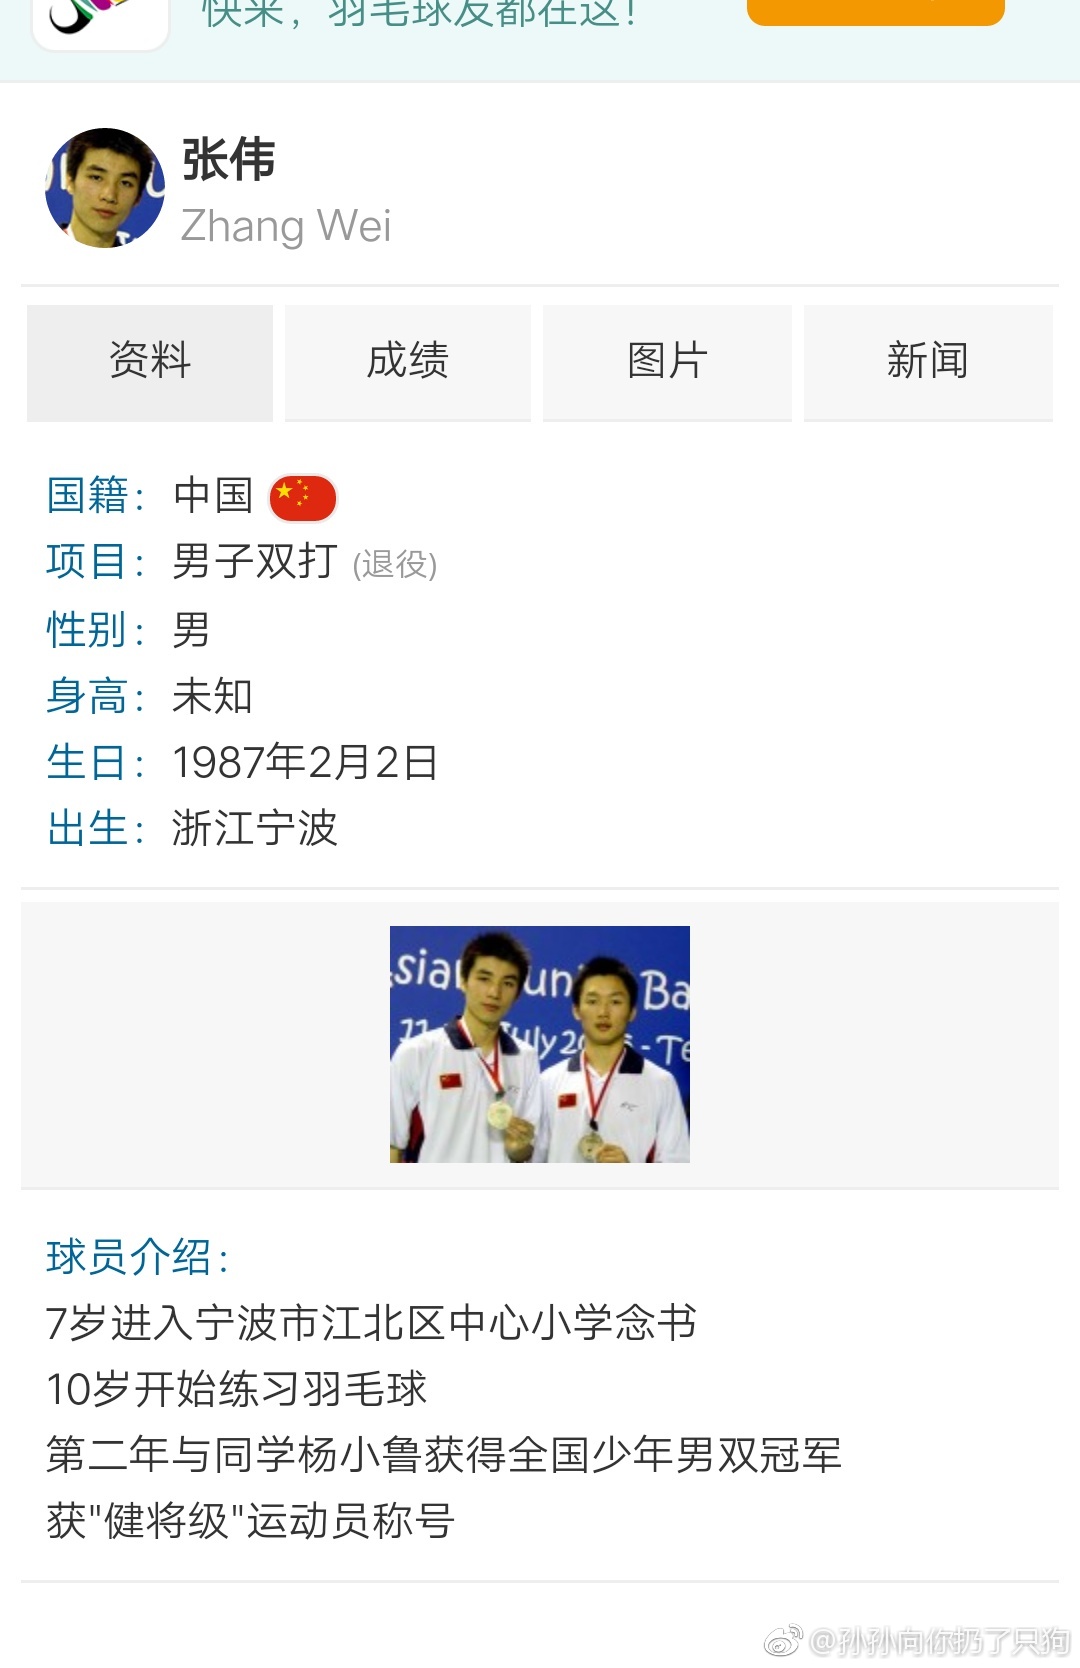 快来，羽毛球友都在这！
张伟
Zhang Wei
资料 成绩 图片 新闻
国籍： 中国
项目： 男子双打 (退役)
性别： 男
身高： 未知
生日： 1987年2月2日
出生： 浙江宁波
球员介绍：
7岁进入宁波市江北区中心小学念书
10岁开始练习羽毛球
第二年与同学杨小鲁获得全国少年男双冠军
获"健将级"运动员称号
@孙孙向你扔了只狗